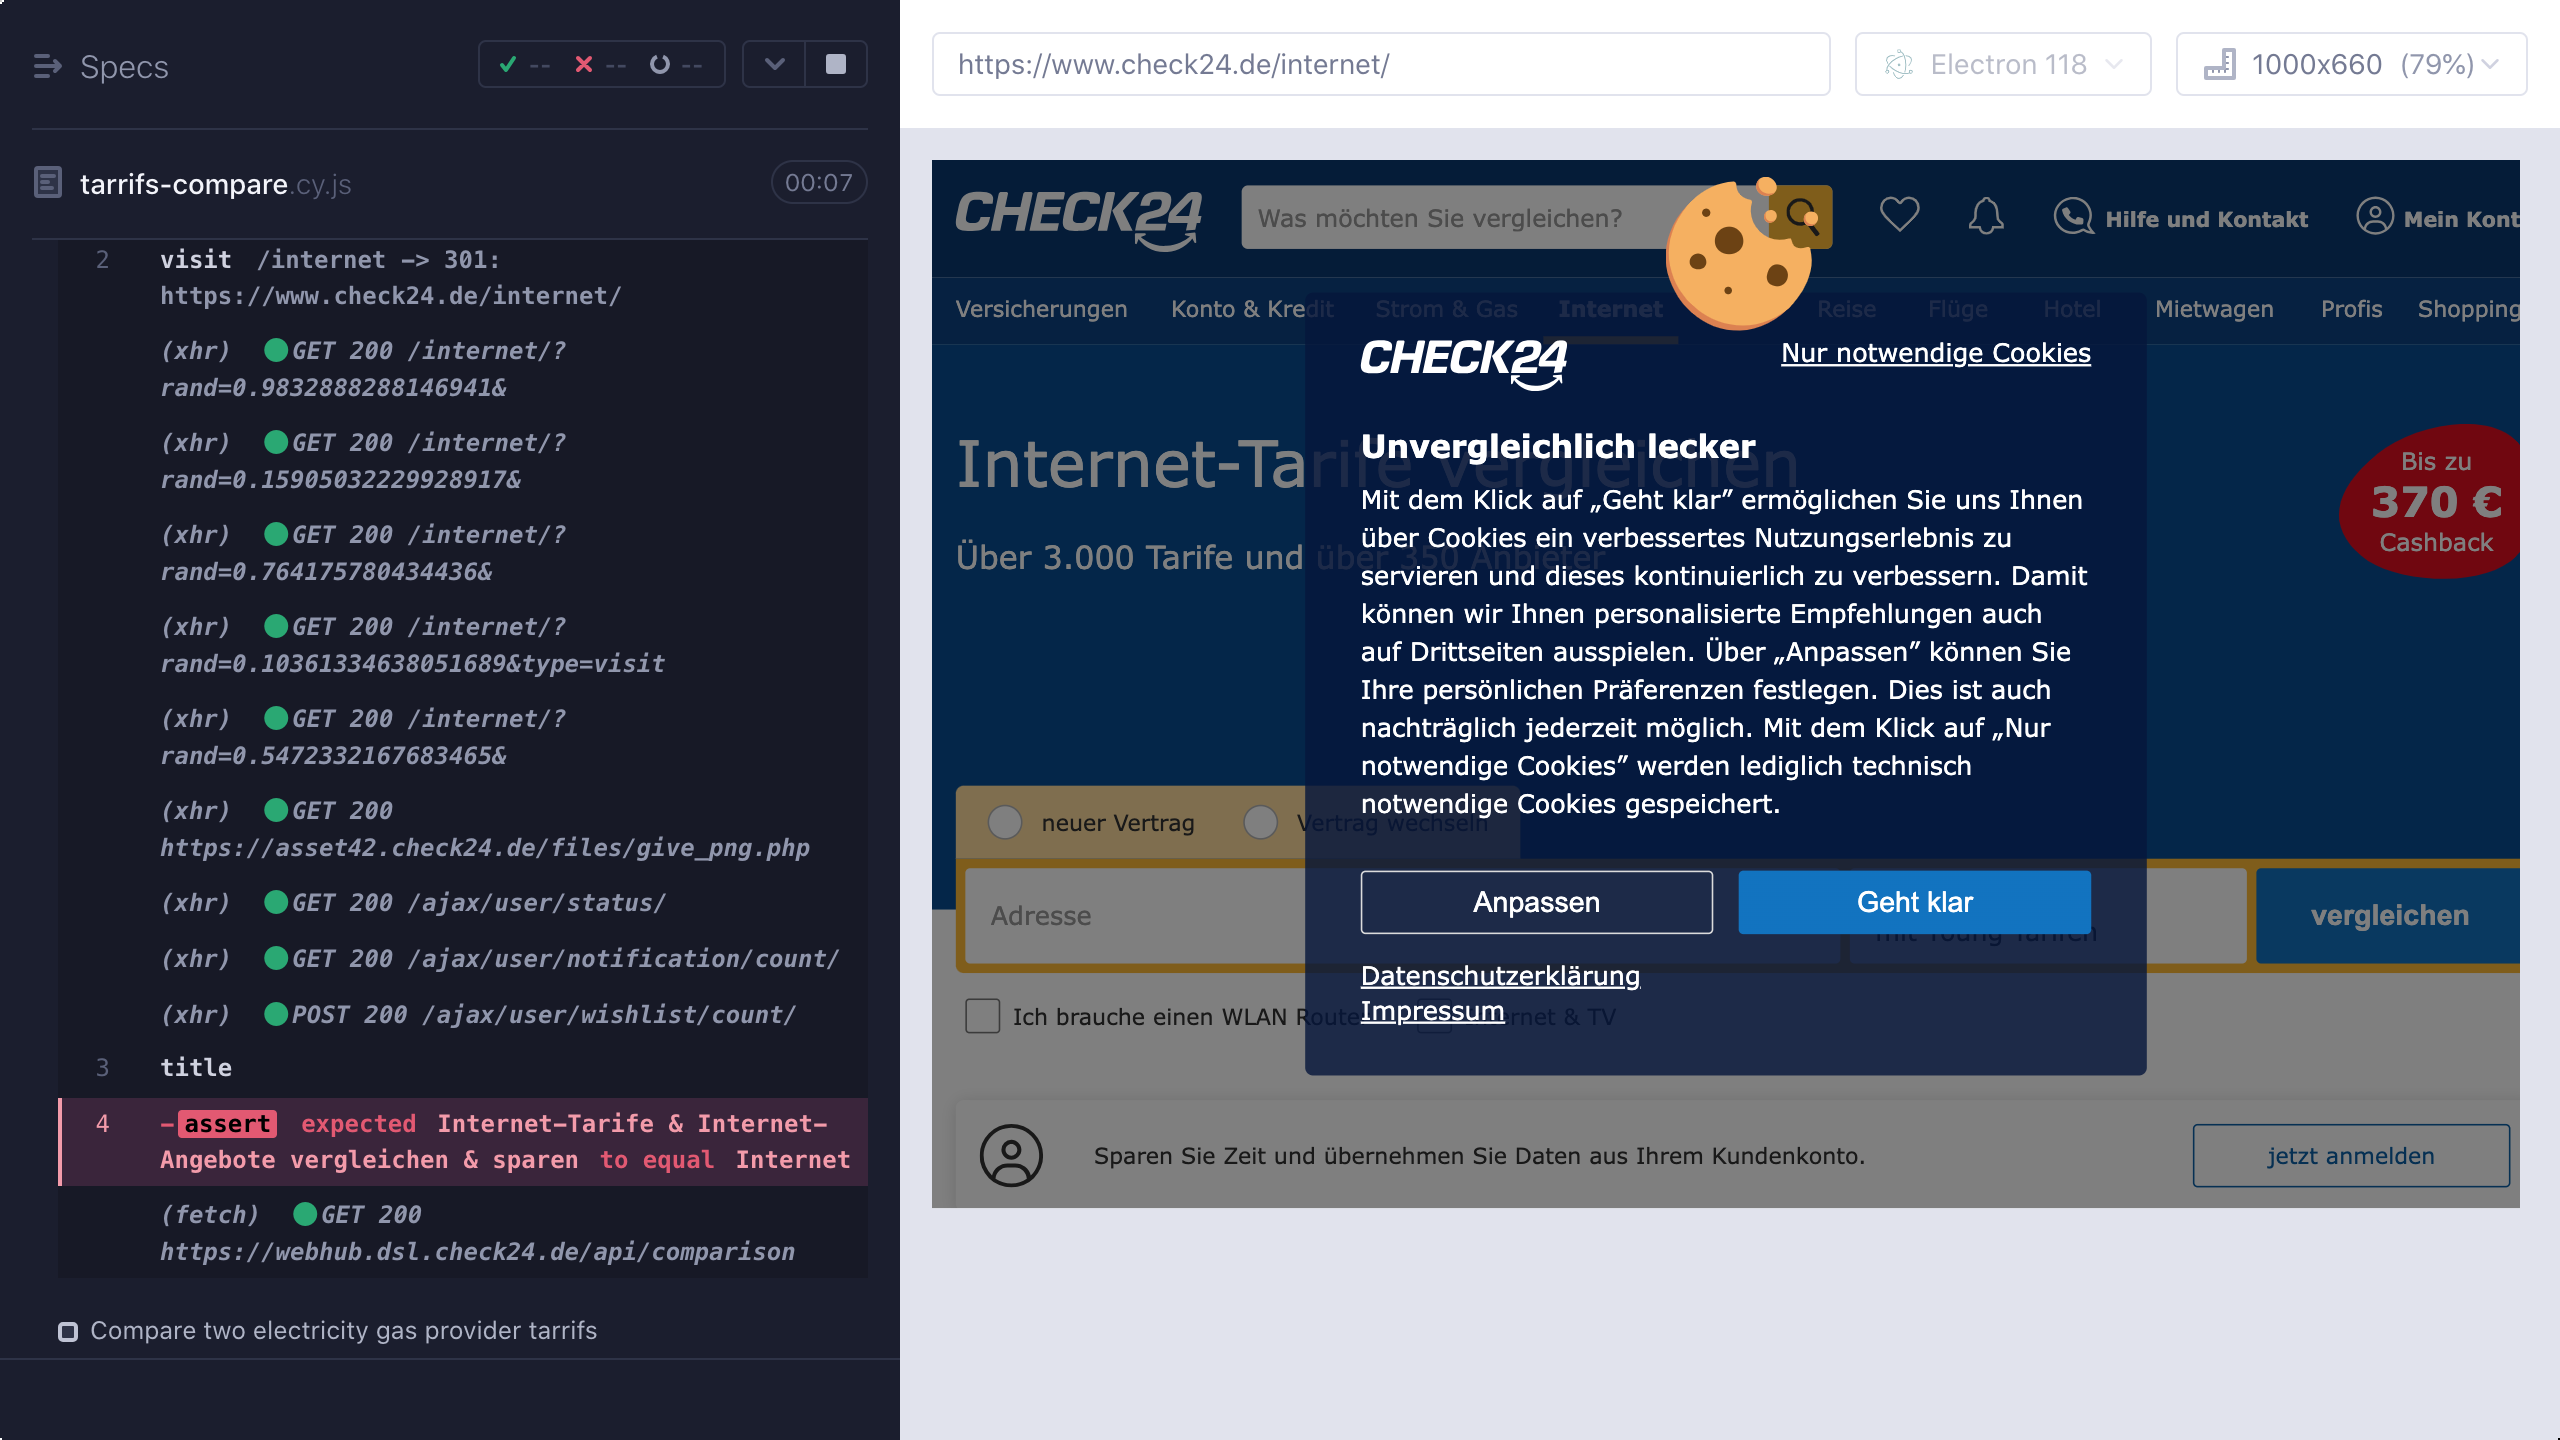 Specs
-- -- --
tarrifs-compare.cy.js
00:07
2 visit /internet -> 301:
https://www.check24.de/internet/
(xhr) GET 200 /internet/?
rand=0.9832888288146941&
(xhr) GET 200 /internet/?
rand=0.15905032229928917&
(xhr) GET 200 /internet/?
rand=0.764175780434436&
(xhr) GET 200 /internet/?
rand=0.10361334638051689&type=visit
(xhr) GET 200 /internet/?
rand=0.5472332167683465&
(xhr) GET 200
https://asset42.check24.de/files/give_png.php
(xhr) GET 200 /ajax/user/status/
(xhr) GET 200 /ajax/user/notification/count/
(xhr) POST 200 /ajax/user/wishlist/count/
3 title
4 -assert expected Internet-Tarife & Internet-
Angebote vergleichen & sparen to equal Internet
(fetch) GET 200
https://webhub.dsl.check24.de/api/comparison
Compare two electricity gas provider tarrifs
https://www.check24.de/internet/
Electron 118
1000x660 (79%)
CHECK24
Was möchten Sie vergleichen?
Hilfe und Kontakt
Mein Kont
Versicherungen Konto & Kredit Strom & Gas Internet Reise Flüge Hotel Mietwagen Profis Shopping
Internet-Tarife vergleichen
Über 3.000 Tarife und über 350 Anbieter
Bis zu
370 €
Cashback
CHECK24
Nur notwendige Cookies
Unvergleichlich lecker
Mit dem Klick auf „Geht klar” ermöglichen Sie uns Ihnen
über Cookies ein verbessertes Nutzungserlebnis zu
servieren und dieses kontinuierlich zu verbessern. Damit
können wir Ihnen personalisierte Empfehlungen auch
auf Drittseiten ausspielen. Über „Anpassen” können Sie
Ihre persönlichen Präferenzen festlegen. Dies ist auch
nachträglich jederzeit möglich. Mit dem Klick auf „Nur
notwendige Cookies” werden lediglich technisch
notwendige Cookies gespeichert.
Anpassen
Geht klar
Datenschutzerklärung
Impressum
neuer Vertrag
Vertrag wechseln
Adresse
mit Young Tarifen
vergleichen
Ich brauche einen WLAN Route
ernet & TV
Sparen Sie Zeit und übernehmen Sie Daten aus Ihrem Kundenkonto.
jetzt anmelden